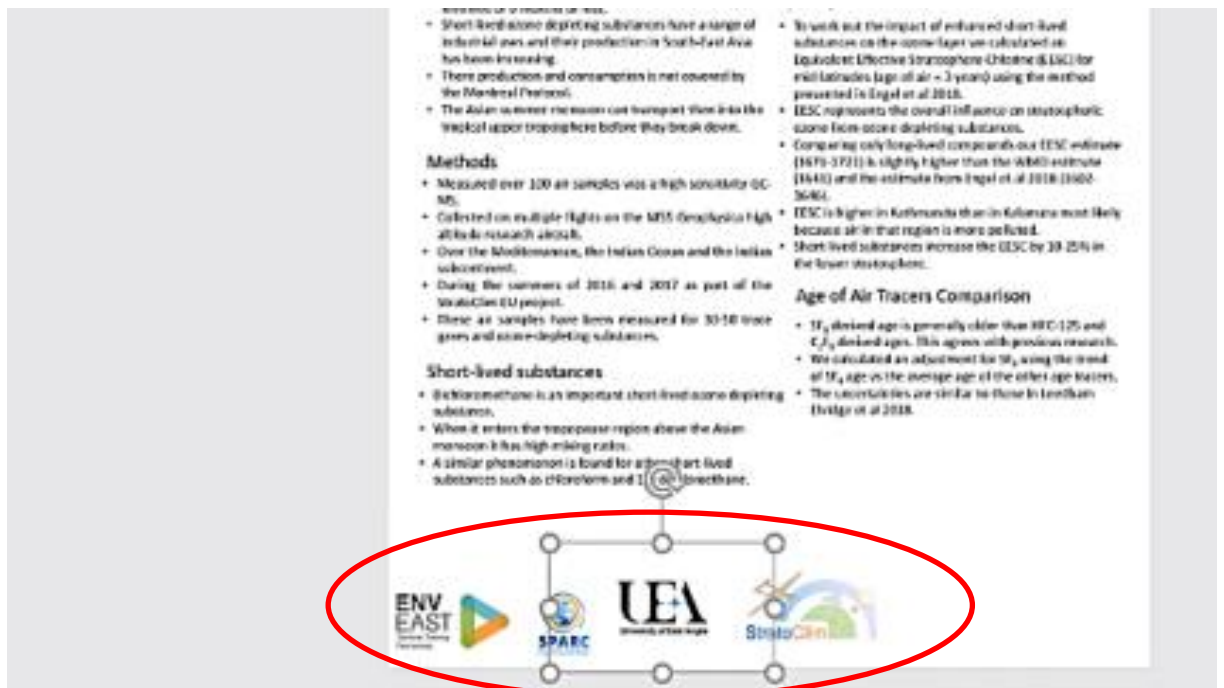 • Short-lived ozone depleting substances have a range of
industrial uses and their production in South-East Asia
has been increasing.
• There production and consumption is not covered by
the Montreal Protocol.
• The Asian summer monsoon can transport then into the
tropical upper troposphere before they break down.
Methods
• Measured over 100 air samples was a high sensitivity GC-
MS.
• Collected on multiple flights on the M55 Geophysica high
altitude research aircraft.
• Over the Mediterranean, the Indian Ocean and the Indian
subcontinent.
• During the summers of 2016 and 2017 as part of the
StratoClim EU project.
• These air samples have been measured for 30-50 trace
gases and ozone-depleting substances.
Short-lived substances
• Dichloromethane is an important short-lived ozone depleting
substance.
• When it enters the tropopause region above the Asian
monsoon it has high mixing ratios.
• A similar phenomenon is found for other short-lived
substances such as chloroform and
• To work out the impact of enhanced short-lived
substances on the ozone layer we calculated an
Equivalent Effective Stratosphere Chlorine (EESC) for
mid-latitudes (age of air = 3 years) using the method
presented in Engel et al 2018.
• EESC represents the overall influence on stratospheric
ozone from ozone depleting substances.
• Comparing only long-lived compounds our EESC estimate
is slightly higher than the WMO estimate
and the estimate from Engel et al 2018
• EESC is higher in Kathmandu than in Kalamata most likely
because air in that region is more polluted.
• Short-lived substances increase the EESC by in
the lower stratosphere.
Age of Air Tracers Comparison
• SF₆ derived age is generally older than HFC-125 and
C₂F₆ derived ages. This agrees with previous research.
• We calculated an adjustment for SF₆ using the trend
of SF₆ age vs the average age of the other age tracers.
• The uncertainties are similar to those in Leedham
Elvidge et al 2018.
ENV
EAST
SPARC
UEA
University of East Anglia
StratoClim